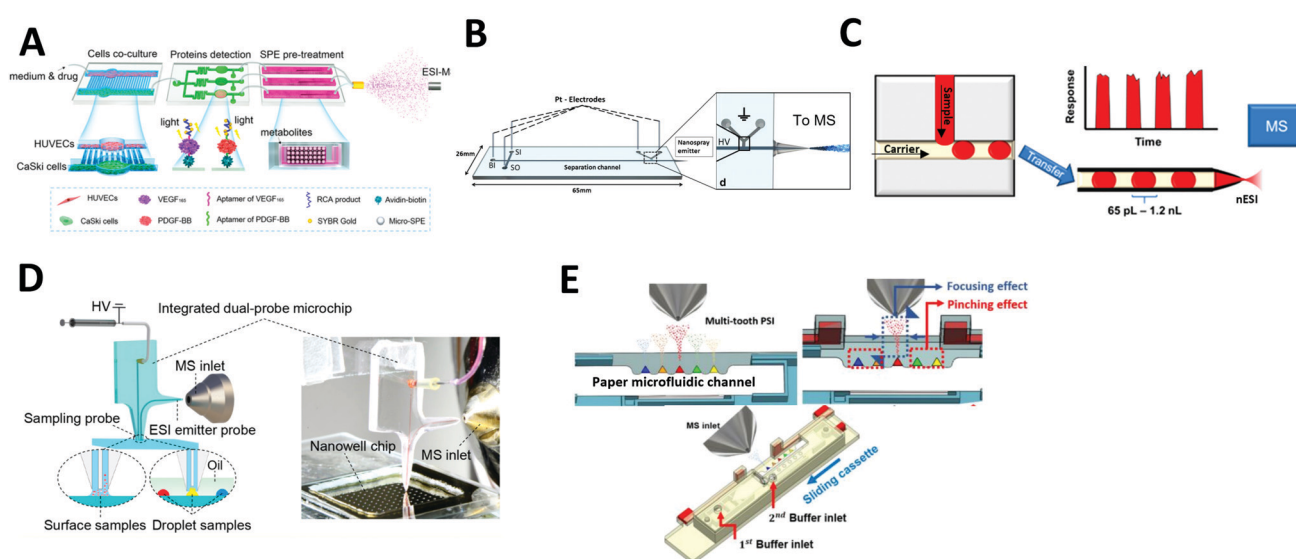 A
Cells co-culture
Proteins detection
SPE pre-treatment
medium & drug
ESI-M
light
light
metabolites
HUVECs
CaSki cells
HUVECs
VEGF₁₆₅
Aptamer of VEGF₁₆₅
RCA product
Avidin-biotin
CaSki cells
PDGF-BB
Aptamer of PDGF-BB
SYBR Gold
Micro-SPE
B
Pt - Electrodes
SI
BI
SO
26mm
Separation channel
65mm
Nanospray
emitter
HV
To MS
d
C
Sample
Carrier
Response
Time
MS
Transfer
65 pL – 1.2 nL
nESI
D
HV
Integrated dual-probe microchip
MS inlet
Sampling probe
ESI emitter probe
Oil
Surface samples
Droplet samples
Nanowell chip
MS inlet
E
Multi-tooth PSI
Paper microfluidic channel
Focusing effect
Pinching effect
MS inlet
Sliding cassette
2ⁿᵈ Buffer inlet
1ˢᵗ Buffer inlet